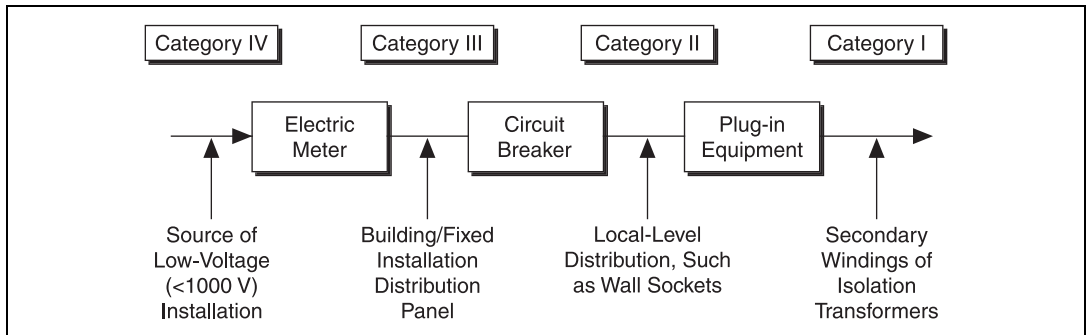 Category IV
Category III
Category II
Category I
Electric
Meter
Circuit
Breaker
Plug-in
Equipment
Source of
Low-Voltage
(<1000 V)
Installation
Building/Fixed
Installation
Distribution
Panel
Local-Level
Distribution, Such
as Wall Sockets
Secondary
Windings of
Isolation
Transformers